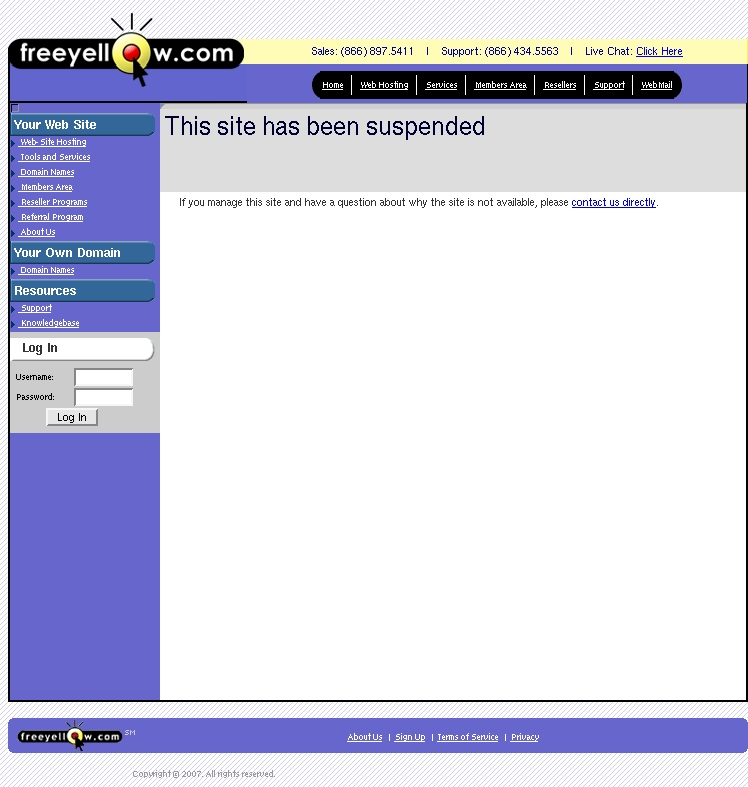 freeyellow.com
Sales: (866) 897.5411 | Support: (866) 434.5563 | Live Chat: Click Here
Home | Web Hosting | Services | Members Area | Resellers | Support | WebMail
Your Web Site
Web- Site Hosting
Tools and Services
Domain Names
Members Area
Reseller Programs
Referral Program
About Us
Your Own Domain
Domain Names
Resources
Support
Knowledgebase
Log In
Username:
Password:
Log In
This site has been suspended
If you manage this site and have a question about why the site is not available, please contact us directly.
freeyellow.com SM
About Us | Sign Up | Terms of Service | Privacy
Copyright © 2007. All rights reserved.